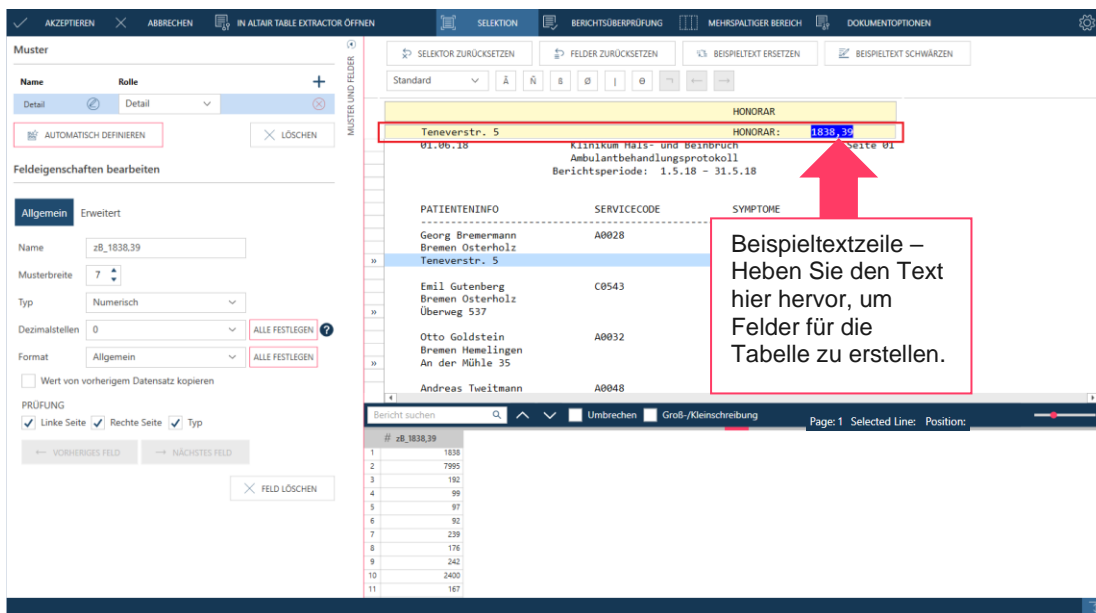 AKZEPTIEREN ABBRECHEN IN ALTAIR TABLE EXTRACTOR ÖFFNEN SELEKTION BERICHTSÜBERPRÜFUNG MEHRSPALTIGER BEREICH DOKUMENTOPTIONEN
Muster
Name Rolle +
Detail Detail
AUTOMATISCH DEFINIEREN LÖSCHEN
Feldeigenschaften bearbeiten
Allgemein Erweitert
Name zB_1838,39
Musterbreite 7
Typ Numerisch
Dezimalstellen 0 ALLE FESTLEGEN ?
Format Allgemein ALLE FESTLEGEN
Wert von vorherigem Datensatz kopieren
PRÜFUNG
Linke Seite Rechte Seite Typ
← VORHERIGES FELD → NÄCHSTES FELD
FELD LÖSCHEN
MUSTER UND FELDER
SELEKTOR ZURÜCKSETZEN FELDER ZURÜCKSETZEN BEISPIELTEXT ERSETZEN BEISPIELTEXT SCHWÄRZEN
Standard Ä Ñ ß Ø | ¬ ← →
HONORAR
Teneverstr. 5 HONORAR: 1838,39
01.06.18 Klinikum Hals- und Beinbruch Seite 01
Ambulantbehandlungsprotokoll
Berichtsperiode: 1.5.18 - 31.5.18
PATIENTENINFO SERVICECODE SYMPTOME
Georg Bremermann A0028
Bremen Osterholz
» Teneverstr. 5
Emil Gutenberg C0543
Bremen Osterholz
» Überweg 537
Otto Goldstein A0032
Bremen Hemelingen
» An der Mühle 35
Andreas Tweitmann A0048
Beispieltextzeile –
Heben Sie den Text
hier hervor, um
Felder für die
Tabelle zu erstellen.
Bericht suchen Umbrechen Groß-/Kleinschreibung Page: 1 Selected Line: Position:
# zB_1838,39
1 1838
2 7995
3 192
4 99
5 97
6 92
7 239
8 176
9 242
10 2400
11 167